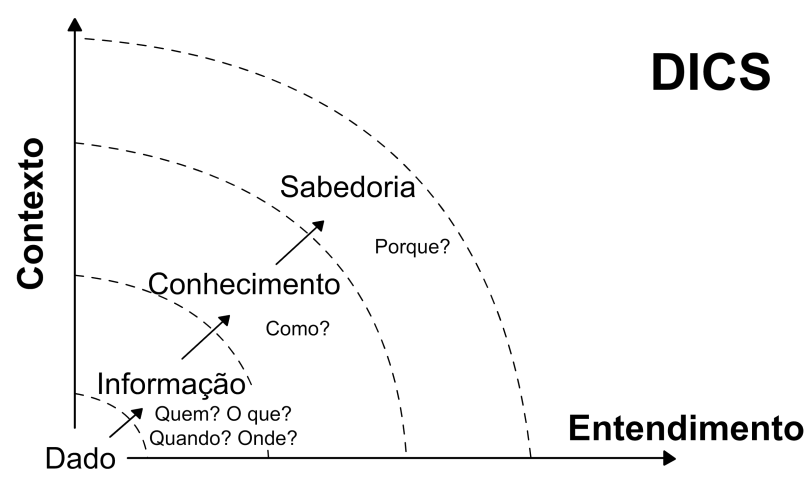 DICS
Contexto
Sabedoria
Porque?
Conhecimento
Como?
Informação
Quem? O que?
Quando? Onde?
Dado
Entendimento